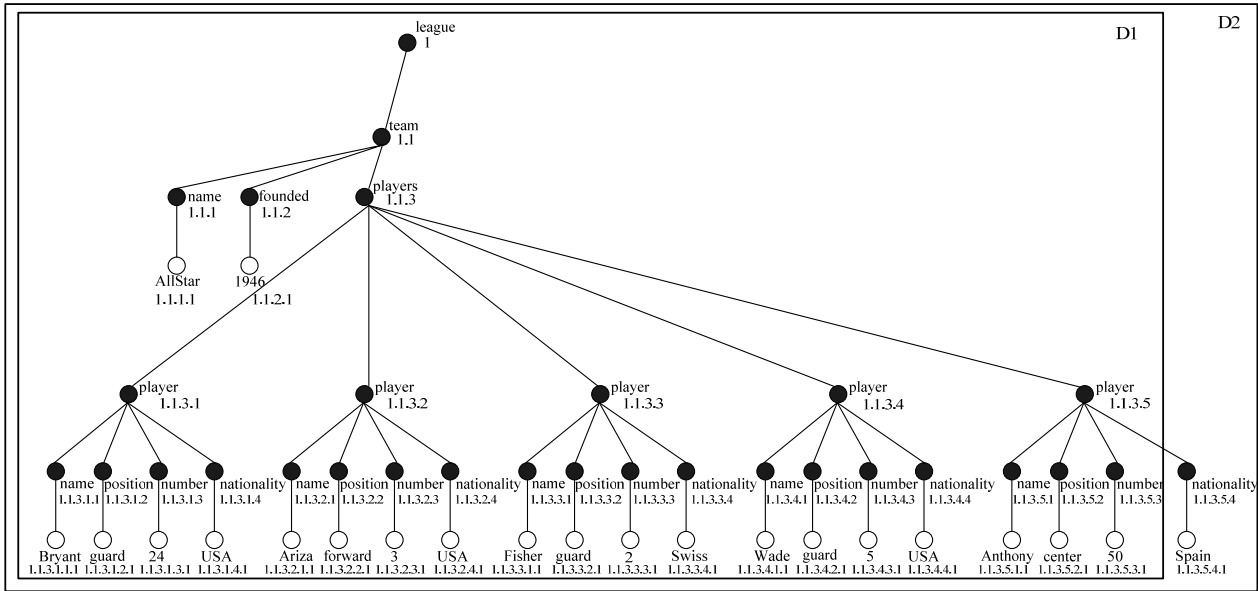 D1 D2
league
1
team
1.1
name founded players
1.1.1 1.1.2 1.1.3
AllStar 1946
1.1.1.1 1.1.2.1
player player player player player
1.1.3.1 1.1.3.2 1.1.3.3 1.1.3.4 1.1.3.5
name position number nationality name position number nationality name position number nationality name position number nationality name position number nationality
1.1.3.1.1 1.1.3.1.2 1.1.3.1.3 1.1.3.1.4 1.1.3.2.1 1.1.3.2.2 1.1.3.2.3 1.1.3.2.4 1.1.3.3.1 1.1.3.3.2 1.1.3.3.3 1.1.3.3.4 1.1.3.4.1 1.1.3.4.2 1.1.3.4.3 1.1.3.4.4 1.1.3.5.1 1.1.3.5.2 1.1.3.5.3 1.1.3.5.4
Bryant guard 24 USA Ariza forward 3 USA Fisher guard 2 Swiss Wade guard 5 USA Anthony center 50 Spain
1.1.3.1.1.1 1.1.3.1.2.1 1.1.3.1.3.1 1.1.3.1.4.1 1.1.3.2.1.1 1.1.3.2.2.1 1.1.3.2.3.1 1.1.3.2.4.1 1.1.3.3.1.1 1.1.3.3.2.1 1.1.3.3.3.1 1.1.3.3.4.1 1.1.3.4.1.1 1.1.3.4.2.1 1.1.3.4.3.1 1.1.3.4.4.1 1.1.3.5.1.1 1.1.3.5.2.1 1.1.3.5.3.1 1.1.3.5.4.1